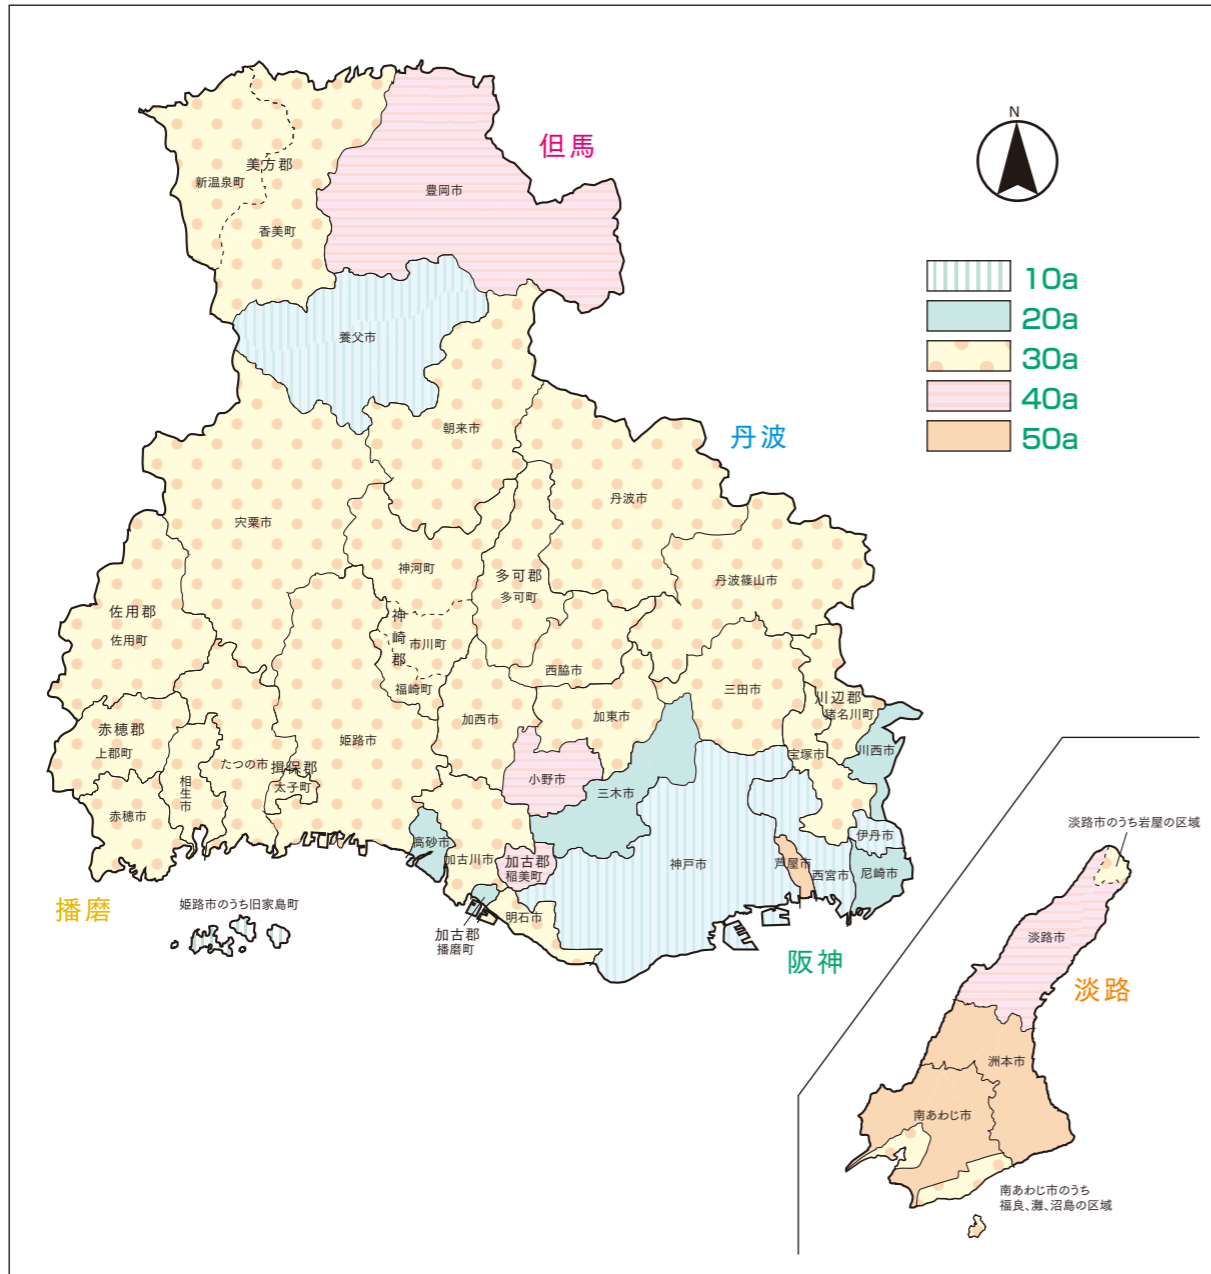 N
但馬
豊岡市
美方郡
新温泉町
香美町
養父市
10a
20a
30a
40a
50a
朝来市
丹波
丹波市
宍粟市
神河町
多可郡
多可町
丹波篠山市
佐用郡
佐用町
神崎郡
市川町
福崎町
西脇市
三田市
川辺郡
猪名川町
赤穂郡
上郡町
姫路市
加西市
加東市
宝塚市
川西市
相生市
たつの市
揖保郡
太子町
小野市
三木市
赤穂市
高砂市
加古川市
加古郡
稲美町
神戸市
芦屋市
西宮市
伊丹市
尼崎市
播磨
姫路市のうち旧家島町
明石市
加古郡
播磨町
阪神
淡路市のうち岩屋の区域
淡路市
淡路
洲本市
南あわじ市
南あわじ市のうち
福良、灘、沼島の区域